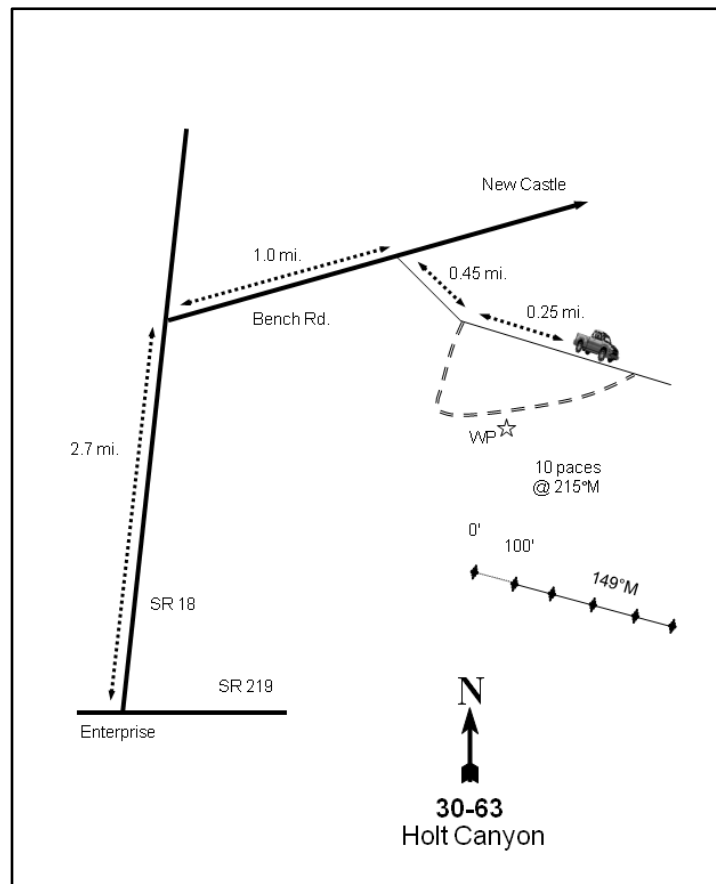 New Castle
1.0 mi.
0.45 mi.
0.25 mi.
Bench Rd.
2.7 mi.
WP
10 paces
@ 215°M
0'
100'
149°M
SR 18
SR 219
Enterprise
N
30-63
Holt Canyon